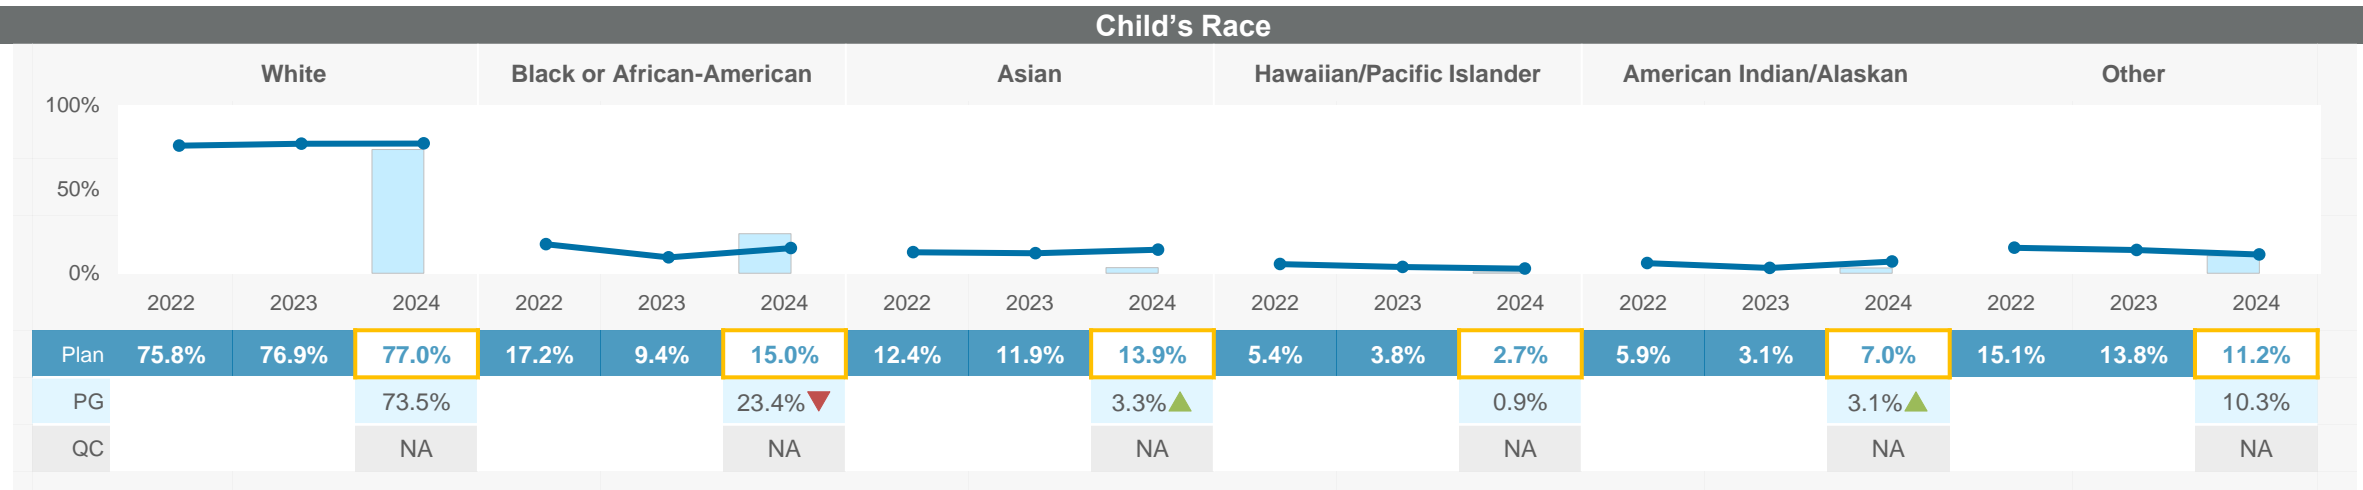 Child's Race
White Black or African-American Asian Hawaiian/Pacific Islander American Indian/Alaskan Other
100%
50%
0%
2022 2023 2024 2022 2023 2024 2022 2023 2024 2022 2023 2024 2022 2023 2024 2022 2023 2024
Plan 75.8% 76.9% 77.0% 17.2% 9.4% 15.0% 12.4% 11.9% 13.9% 5.4% 3.8% 2.7% 5.9% 3.1% 7.0% 15.1% 13.8% 11.2%
PG 73.5% 23.4% 3.3% 0.9% 3.1% 10.3%
QC NA NA NA NA NA NA